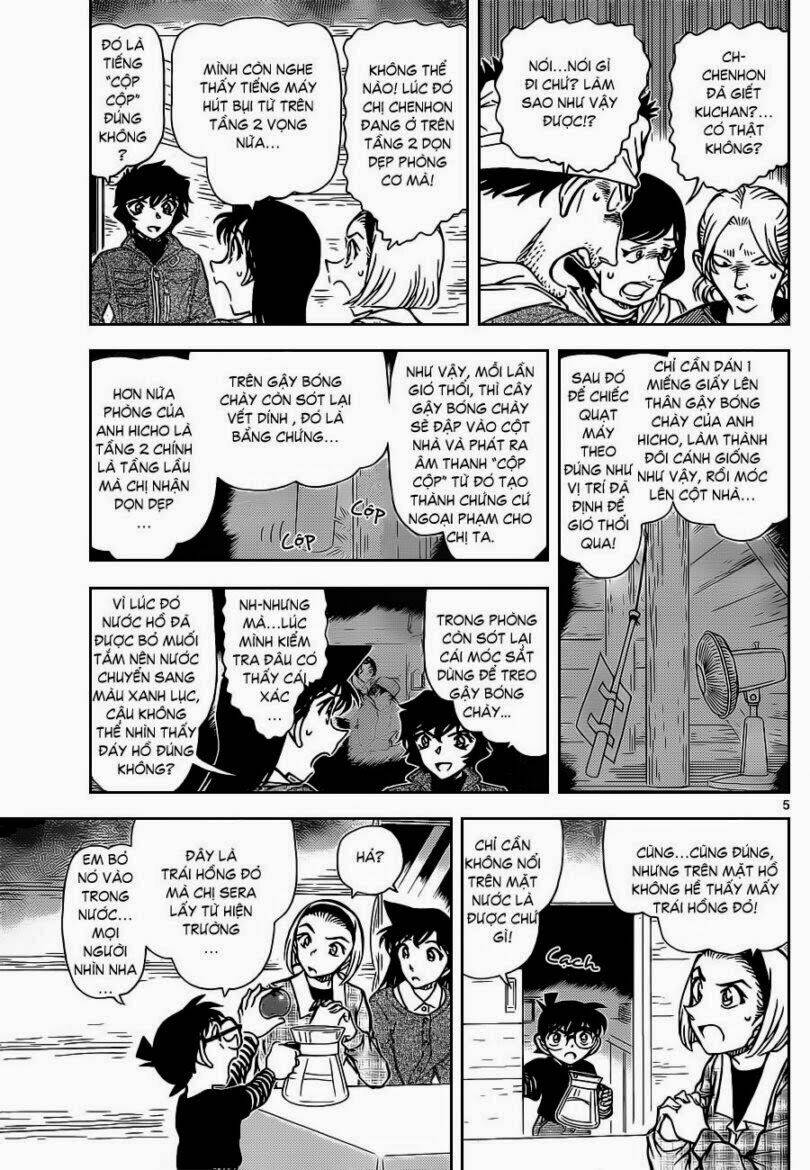 CH-
CHENHON
ĐÃ GIẾT
KUCHAN?...
CÓ THẬT
KHÔNG?
NÓI...NÓI GÌ
ĐI CHỨ? LÀM
SAO NHƯ VẬY
ĐƯỢC!?
KHÔNG THỂ
NÀO! LÚC ĐÓ
CHỊ CHENHON
ĐANG Ở TRÊN
TẦNG 2 DỌN
DẸP PHÒNG
CƠ MÀ!
MÌNH CÒN NGHE
THẤY TIẾNG MÁY
HÚT BỤI TỪ TRÊN
TẦNG 2 VỌNG
NỮA...
ĐÓ LÀ
TIẾNG
"CỘP
CỘP"
ĐÚNG
KHÔNG
?
CHỈ CẦN DÁN 1
MIẾNG GIẤY LÊN
THÂN GẬY BÓNG
CHÀY CỦA ANH
HICHO, LÀM THÀNH
ĐÔI CÁNH GIỐNG
NHƯ VẬY, RỒI MÓC
LÊN CỘT NHÀ...
SAU ĐÓ
ĐỂ CHIẾC
QUẠT
MÁY
THEO
ĐÚNG NHƯ
VỊ TRÍ ĐÃ
ĐỊNH ĐỂ
GIÓ THỔI
QUA!
NHƯ VẬY, MỖI LẦN
GIÓ THỔI, THÌ CÂY
GẬY BÓNG CHÀY
SẼ ĐẬP VÀO CỘT
NHÀ VÀ PHÁT RA
ÂM THANH "CỘP
CỘP" TỪ ĐÓ TẠO
THÀNH CHỨNG CỨ
NGOẠI PHẠM CHO
CHỊ TA.
TRÊN GẬY BÓNG
CHÀY CÒN SÓT LẠI
VẾT DÍNH , ĐÓ LÀ
BẰNG CHỨNG...
CỘP
CỘP
HƠN NỮA
PHÒNG CỦA
ANH HICHO LÀ
TẦNG 2 CHÍNH
LÀ TẦNG LẦU
MÀ CHỊ NHẬN
DỌN DẸP
...
TRONG PHÒNG
CÒN SÓT LẠI
CÁI MÓC SẮT
DÙNG ĐỂ TREO
GẬY BÓNG
CHÀY...
NH-NHƯNG
MÀ...LÚC
MÌNH KIỂM
TRA ĐÂU CÓ
THẤY CÁI
XÁC
...
VÌ LÚC ĐÓ
NƯỚC HỒ ĐÃ
ĐƯỢC BỎ MUỐI
TẮM NÊN NƯỚC
CHUYỂN SANG
MÀU XANH LỤC,
CẬU KHÔNG
THỂ NHÌN THẤY
ĐÁY HỒ ĐÚNG
KHÔNG?
5
CŨNG...CŨNG ĐÚNG,
NHƯNG TRÊN MẶT HỒ
KHÔNG HỀ THẤY MẤY
TRÁI HỒNG ĐÓ!
CHỈ CẦN
KHÔNG NỔI
TRÊN MẶT
NƯỚC LÀ
ĐƯỢC CHỨ
GÌ!
CẠCH
HẢ?
ĐÂY LÀ
TRÁI HỒNG ĐỎ
MÀ CHỊ SERA
LẤY TỪ HIỆN
TRƯỜNG
...
EM BỎ
NÓ VÀO
TRONG
NƯỚC...
MỌI
NGƯỜI
NHÌN NHA
...